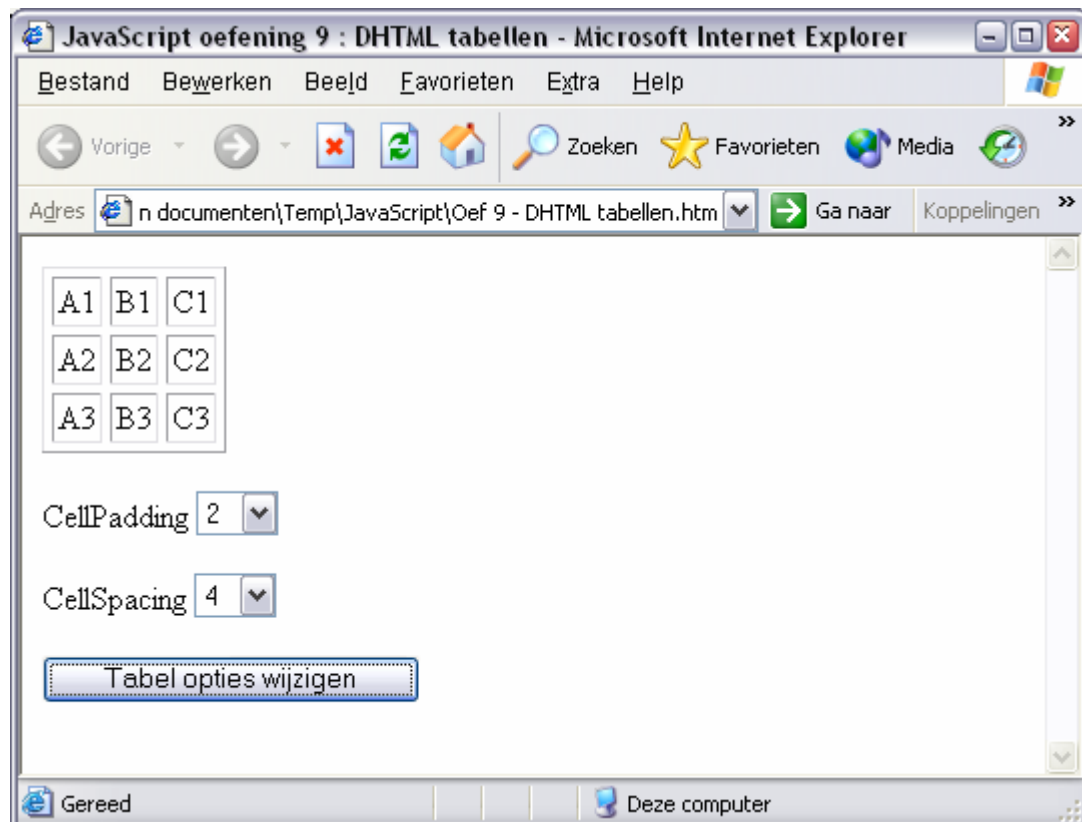 JavaScript oefening 9 : DHTML tabellen - Microsoft Internet Explorer
Bestand Bewerken Beeld Favorieten Extra Help
Vorige Zoeken Favorieten Media »
Adres n documenten\Temp\JavaScript\Oef 9 - DHTML tabellen.htm Ga naar Koppelingen »
A1 B1 C1
A2 B2 C2
A3 B3 C3
CellPadding 2
CellSpacing 4
Tabel opties wijzigen
Gereed Deze computer